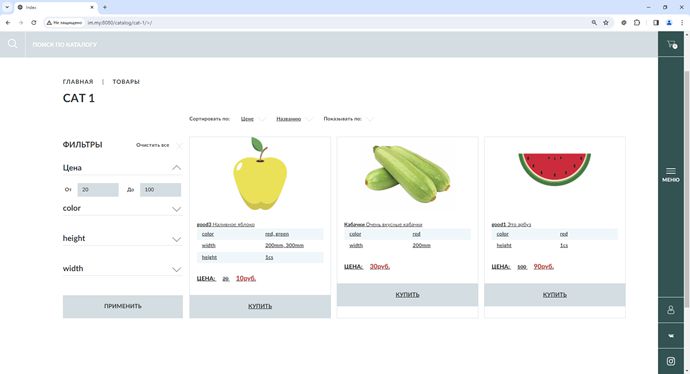 Index
Не защищено
im.my:8080/catalog/cat-1/>/
ПОИСК ПО КАТАЛОГУ
0
ГЛАВНАЯ | ТОВАРЫ
CAT 1
Сортировать по: Цене Названию Показывать по:
ФИЛЬТРЫ Очистить все
Цена
От 20 До 100
color
height
width
ПРИМЕНИТЬ
good3 Наливное яблоко
color red, green
width 200mm, 300mm
height 1cs
ЦЕНА: 20 10руб.
КУПИТЬ
Кабачки Очень вкусные кабачки
color red
width 200mm
ЦЕНА: 30руб.
КУПИТЬ
good1 Это арбуз
color red
height 1cs
ЦЕНА: 100 90руб.
КУПИТЬ
МЕНЮ